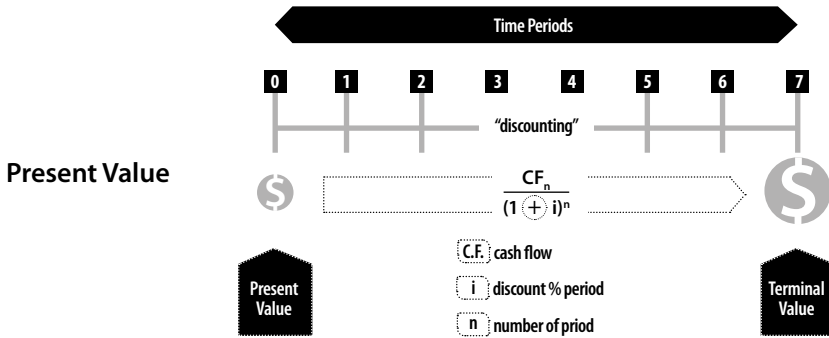 Time Periods
0 1 2 3 4 5 6 7
“discounting”
Present Value
$ CFn $
(1 + i)ⁿ
C.F. cash flow
Present Value
i discount % period
Terminal Value
n number of priod